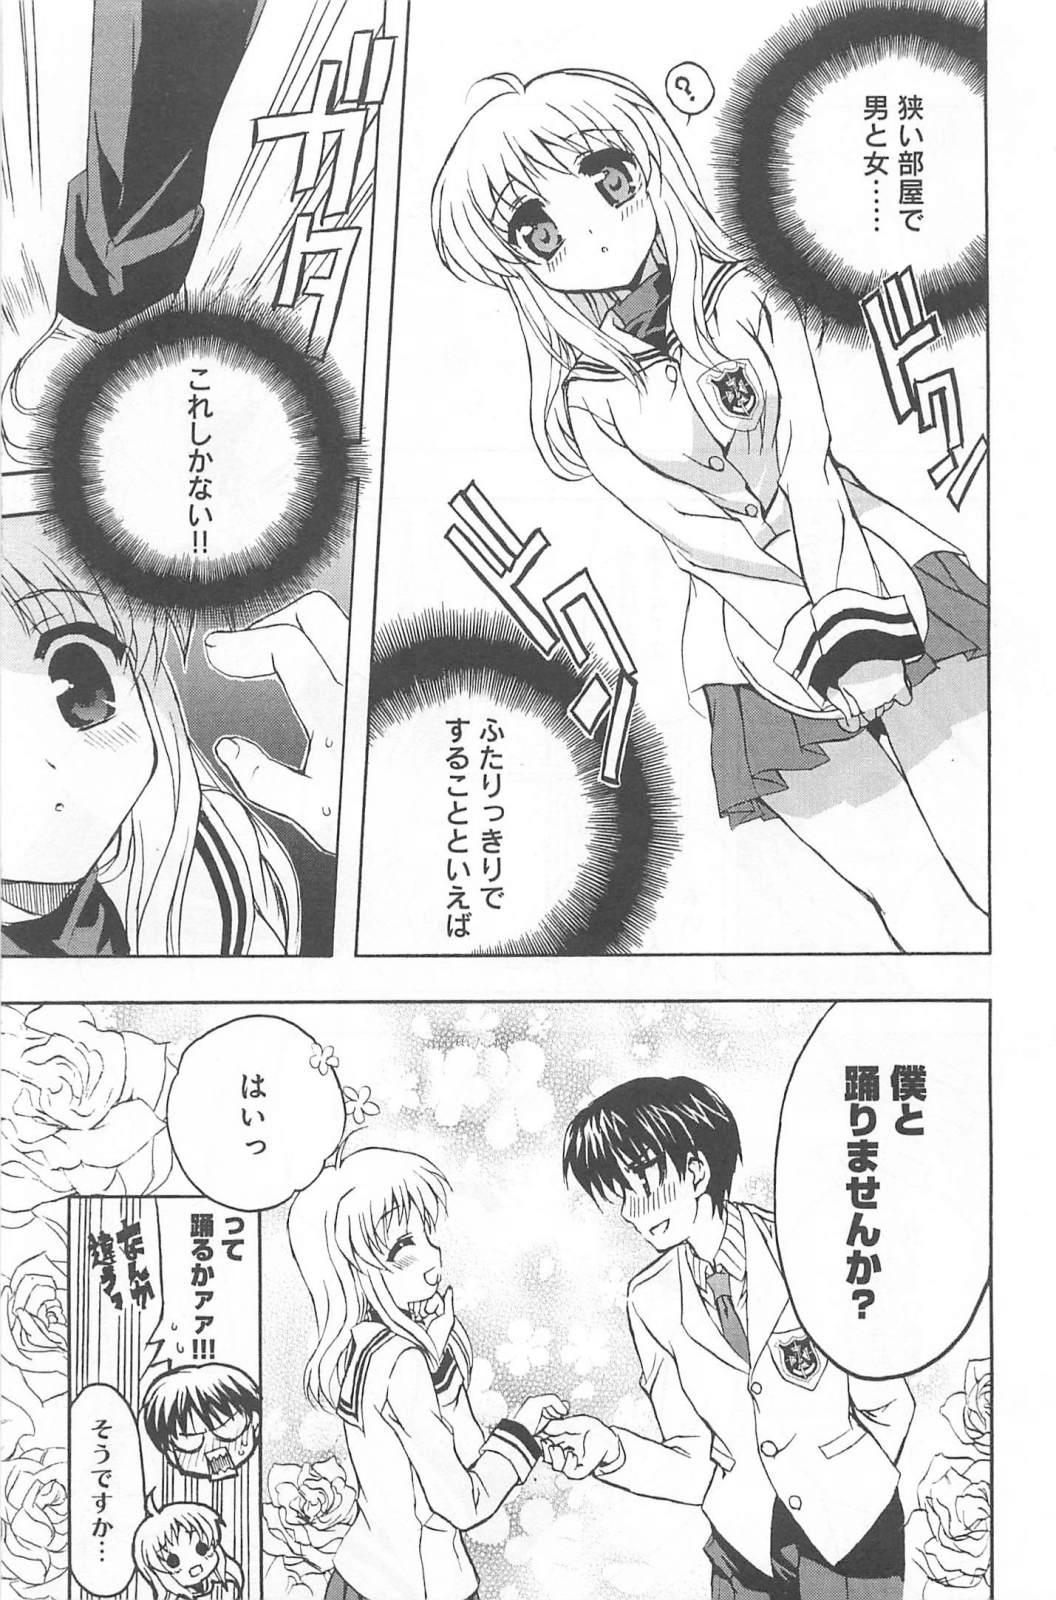 狭い部屋で
男と女……
?
ドクン
ドクン
ふたりっきりで
することといえば
ガタ
これしかない!!
僕と
踊りませんか?
はいっ
って
踊るかァァ!!!
なんか
違うっ
そうですか…